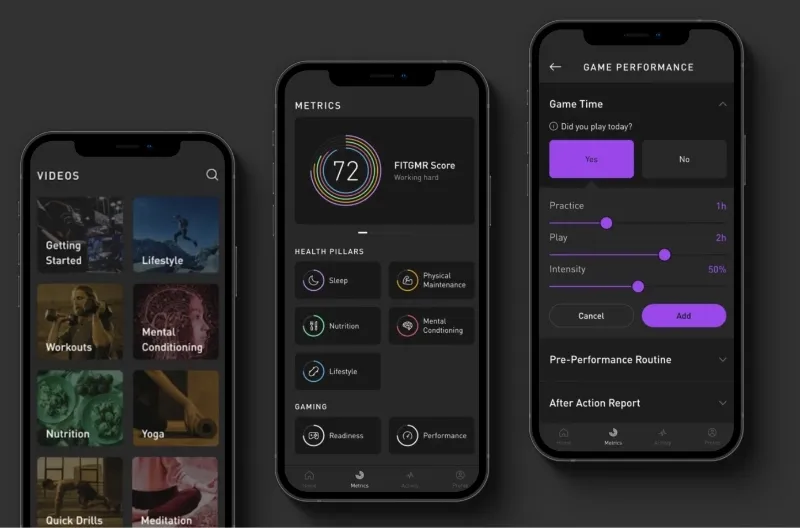 VIDEOS
Getting
Started
Lifestyle
Workouts
Mental
Conditioning
Nutrition
Yoga
Quick Drills
Meditation
METRICS
72
FITGMR Score
Working hard
HEALTH PILLARS
Sleep
Physical
Maintenance
Nutrition
Mental
Condtioning
Lifestyle
GAMING
Readiness
Performance
Home
Metrics
Activity
Profile
GAME PERFORMANCE
Game Time
Did you play today?
Yes
No
Practice
1h
Play
2h
Intensity
50%
Cancel
Add
Pre-Performance Routine
After Action Report
Home
Metrics
Activity
Profile